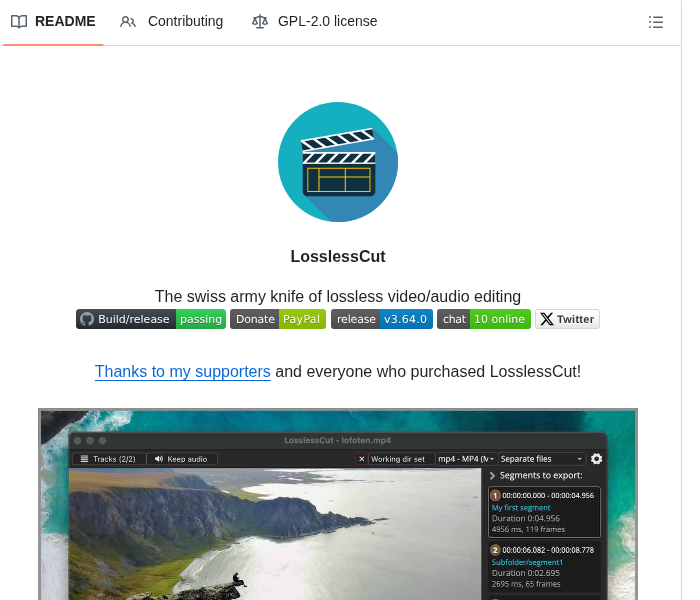 README Contributing GPL-2.0 license
LosslessCut
The swiss army knife of lossless video/audio editing
Build/release passing Donate PayPal release v3.64.0 chat 10 online Twitter
Thanks to my supporters and everyone who purchased LosslessCut!
LosslessCut - lofoten.mp4
Tracks (2/2) Keep audio Working dir set mp4 - MP4 (M Separate files
Segments to export:
1 00:00:00.000 - 00:00:04.956
My first segment
Duration 0:04.956
4956 ms, 119 frames
2 00:00:06.082 - 00:00:08.778
Subfolder/segment1
Duration 0:02.695
2695 ms, 65 frames